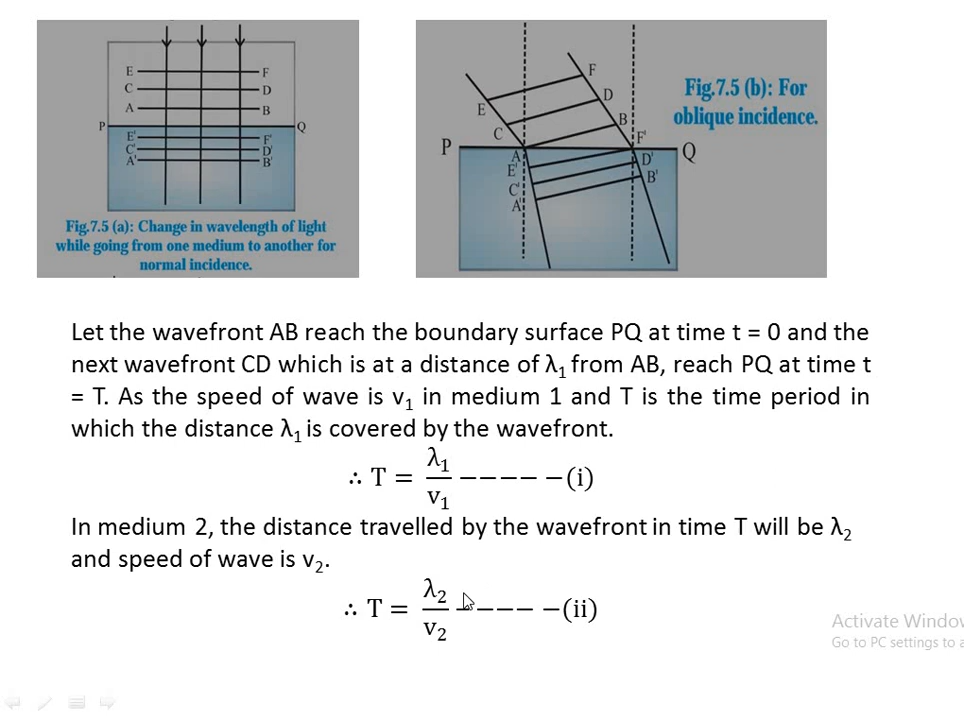 E F
C D
A B
P Q
E' F'
C' D'
A' B'
Fig.7.5 (a): Change in wavelength of light
while going from one medium to another for
normal incidence.
F
E D
C B
P A F' Q
E' D'
C' B'
A'
Fig.7.5 (b): For
oblique incidence.
Let the wavefront AB reach the boundary surface PQ at time t = 0 and the
next wavefront CD which is at a distance of λ₁ from AB, reach PQ at time t
= T. As the speed of wave is v₁ in medium 1 and T is the time period in
which the distance λ₁ is covered by the wavefront.
∴ T = λ₁/v₁ −−−−− −(i)
In medium 2, the distance travelled by the wavefront in time T will be λ₂
and speed of wave is v₂.
∴ T = λ₂/v₂ −−−− −(ii)
Activate Window
Go to PC settings to a